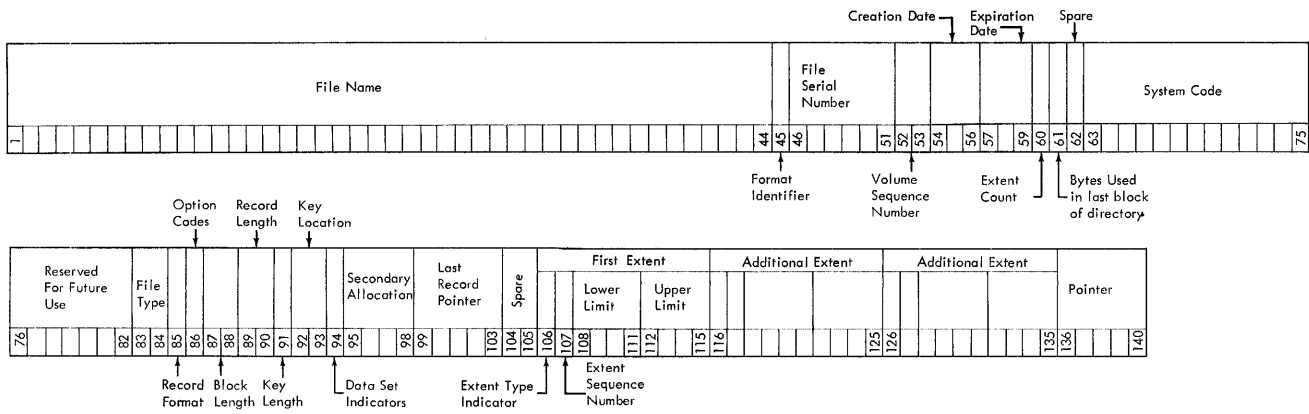 Creation Date
Expiration
Date
Spare
File Name
File
Serial
Number
System Code
1
44
45
46
51
52
53
54
56
57
59
60
61
62
63
75
Format
Identifier
Volume
Sequence
Number
Extent
Count
Bytes Used
in last block
of directory.
Option
Codes
Record
Length
Key
Location
Reserved
For Future
Use
File
Type
Secondary
Allocation
Last
Record
Pointer
Spare
First Extent
Lower
Limit
Upper
Limit
Additional Extent
Additional Extent
Pointer
76
82
83
84
85
86
87
88
89
90
91
92
93
94
95
98
99
103
104
105
106
107
108
111
112
115
116
125
126
135
136
140
Record
Format
Block
Length
Key
Length
Data Set
Indicators
Extent Type
Indicator
Extent
Sequence
Number